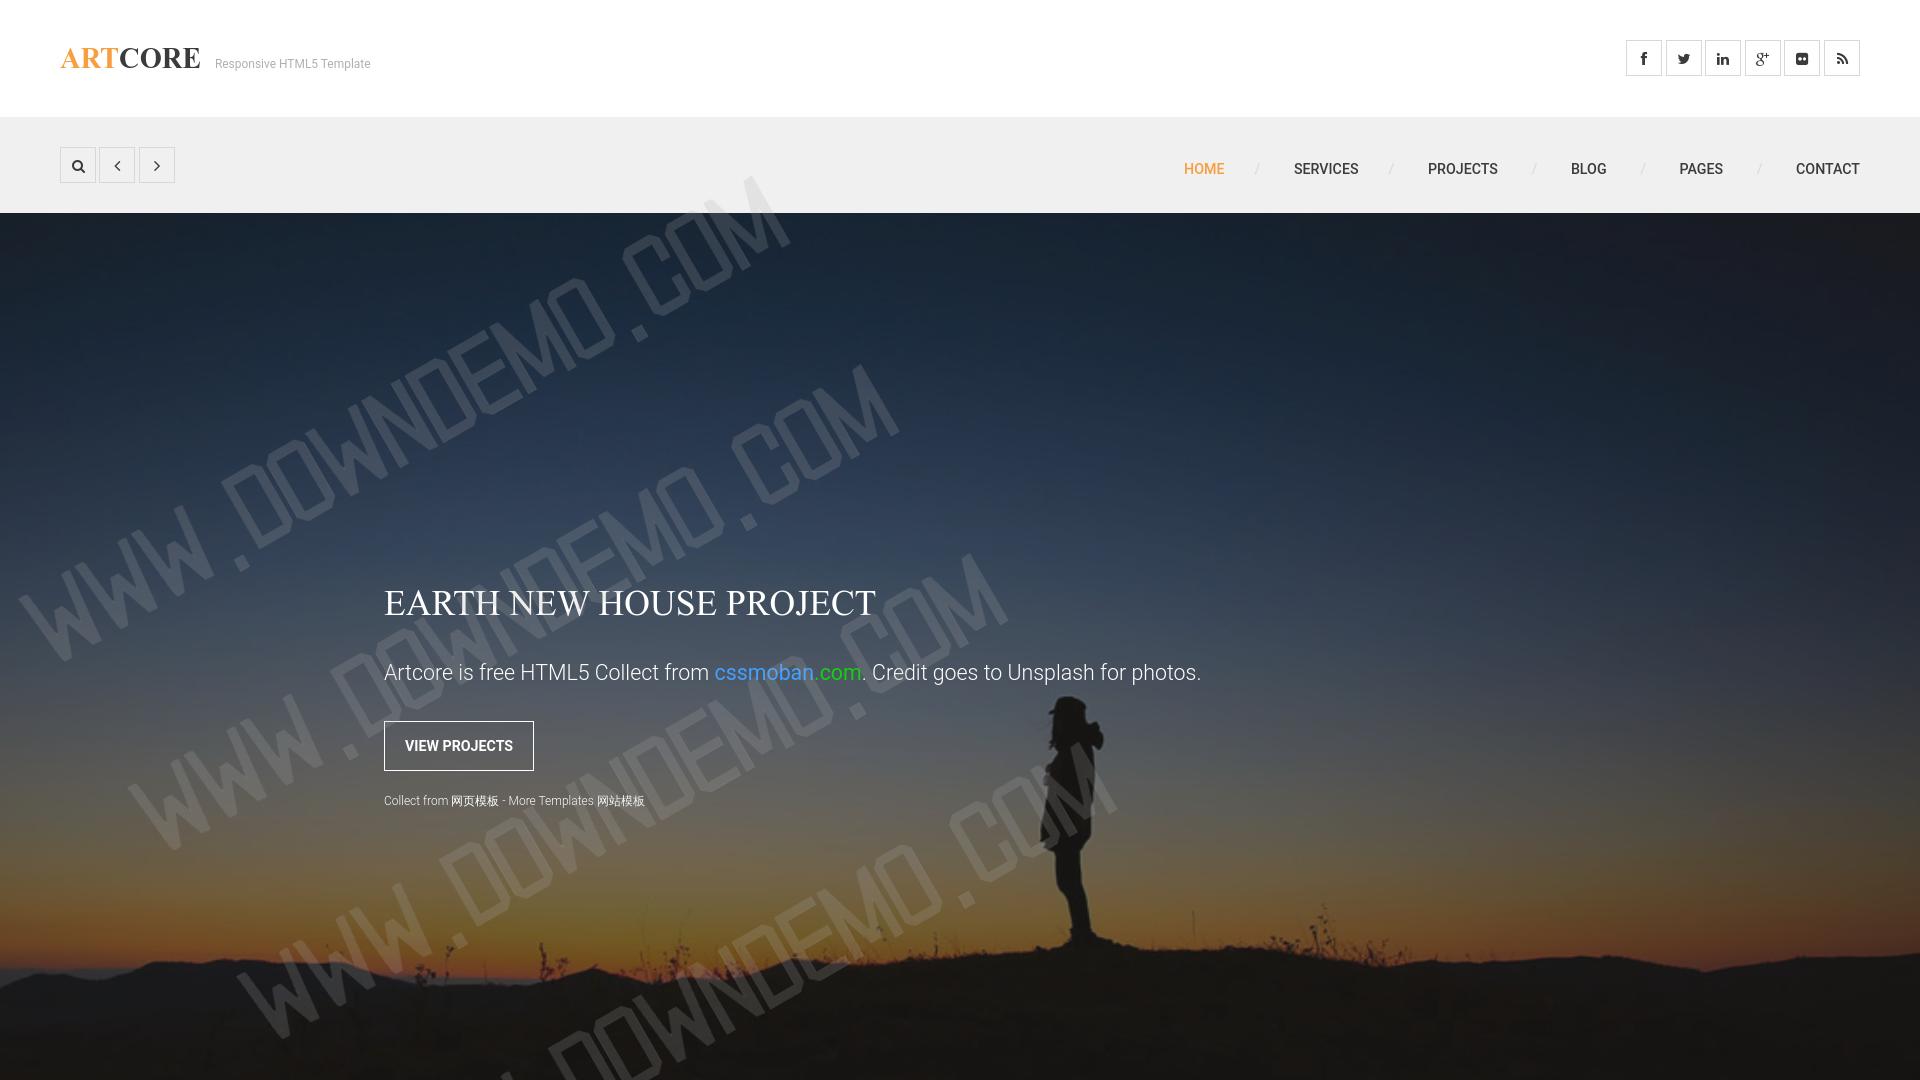 ARTCORE Responsive HTML5 Template
HOME / SERVICES / PROJECTS / BLOG / PAGES / CONTACT
WWW.DOWNDEMO.COM
WWW.DOWNDEMO.COM
WWW.DOWNDEMO.COM
DOWNDEMO.COM
EARTH NEW HOUSE PROJECT
Artcore is free HTML5 Collect from cssmoban.com. Credit goes to Unsplash for photos.
VIEW PROJECTS
Collect from 网页模板 - More Templates 网站模板